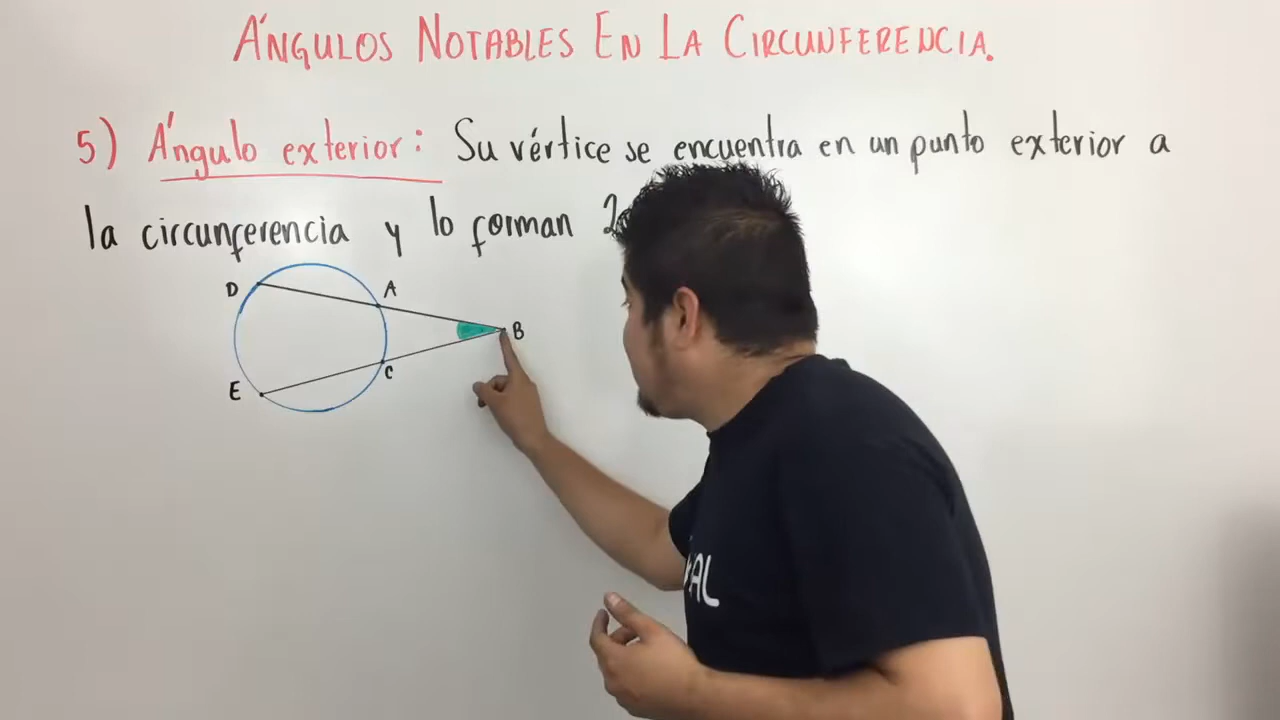 ÁNGULOS NOTABLES EN LA CIRCUNFERENCIA.
5) Ángulo exterior: Su vértice se encuentra en un punto exterior a
la circunferencia y lo forman 2
D
A
B
C
E
AL